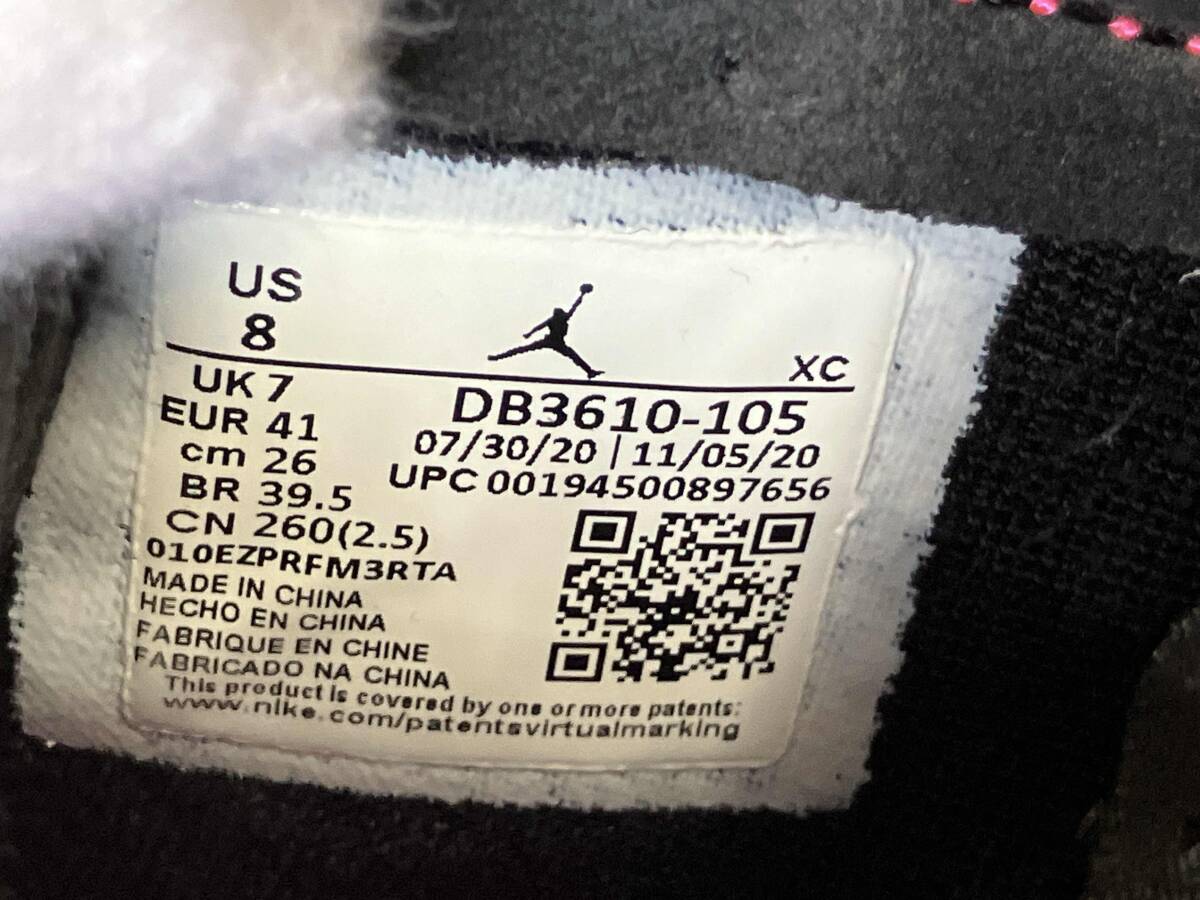 US
8
XC
UK 7
EUR 41
cm 26
BR 39.5
CN 260(2.5)
DB3610-105
07/30/20 | 11/05/20
UPC 00194500897656
010EZPRFM3RTA
MADE IN CHINA
HECHO EN CHINA
FABRIQUE EN CHINE
FABRICADO NA CHINA
This product is covered by one or more patents:
www.nike.com/patentsvirtualmarking